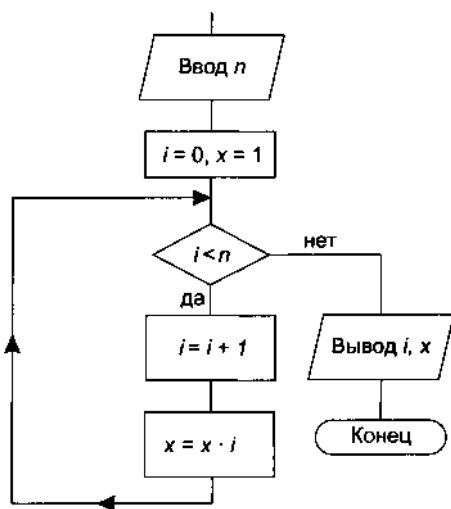 Ввод n
i = 0, x = 1
i < n
нет
да
i = i + 1
Вывод i, x
x = x · i
Конец